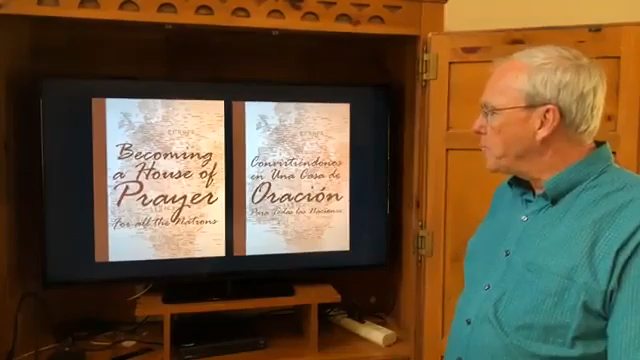 Becoming
a House of
Prayer
For all the Nations
Convirtiéndonos
en Una Casa de
Oración
Para Todas las Naciones